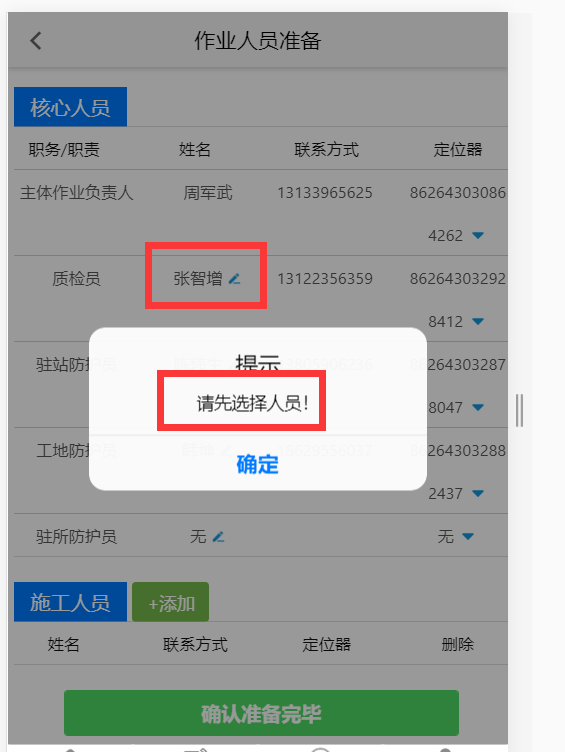 作业人员准备
核心人员
职务/职责 姓名 联系方式 定位器
主体作业负责人 周军武 13133965625 86264303086
4262
质检员 张智增 13122356359 86264303292
8412
提示
驻站防护员 86264303287
请先选择人员!
8047
工地防护员 86264303288
确定
2437
驻所防护员 无 无
施工人员 +添加
姓名 联系方式 定位器 删除
确认准备完毕